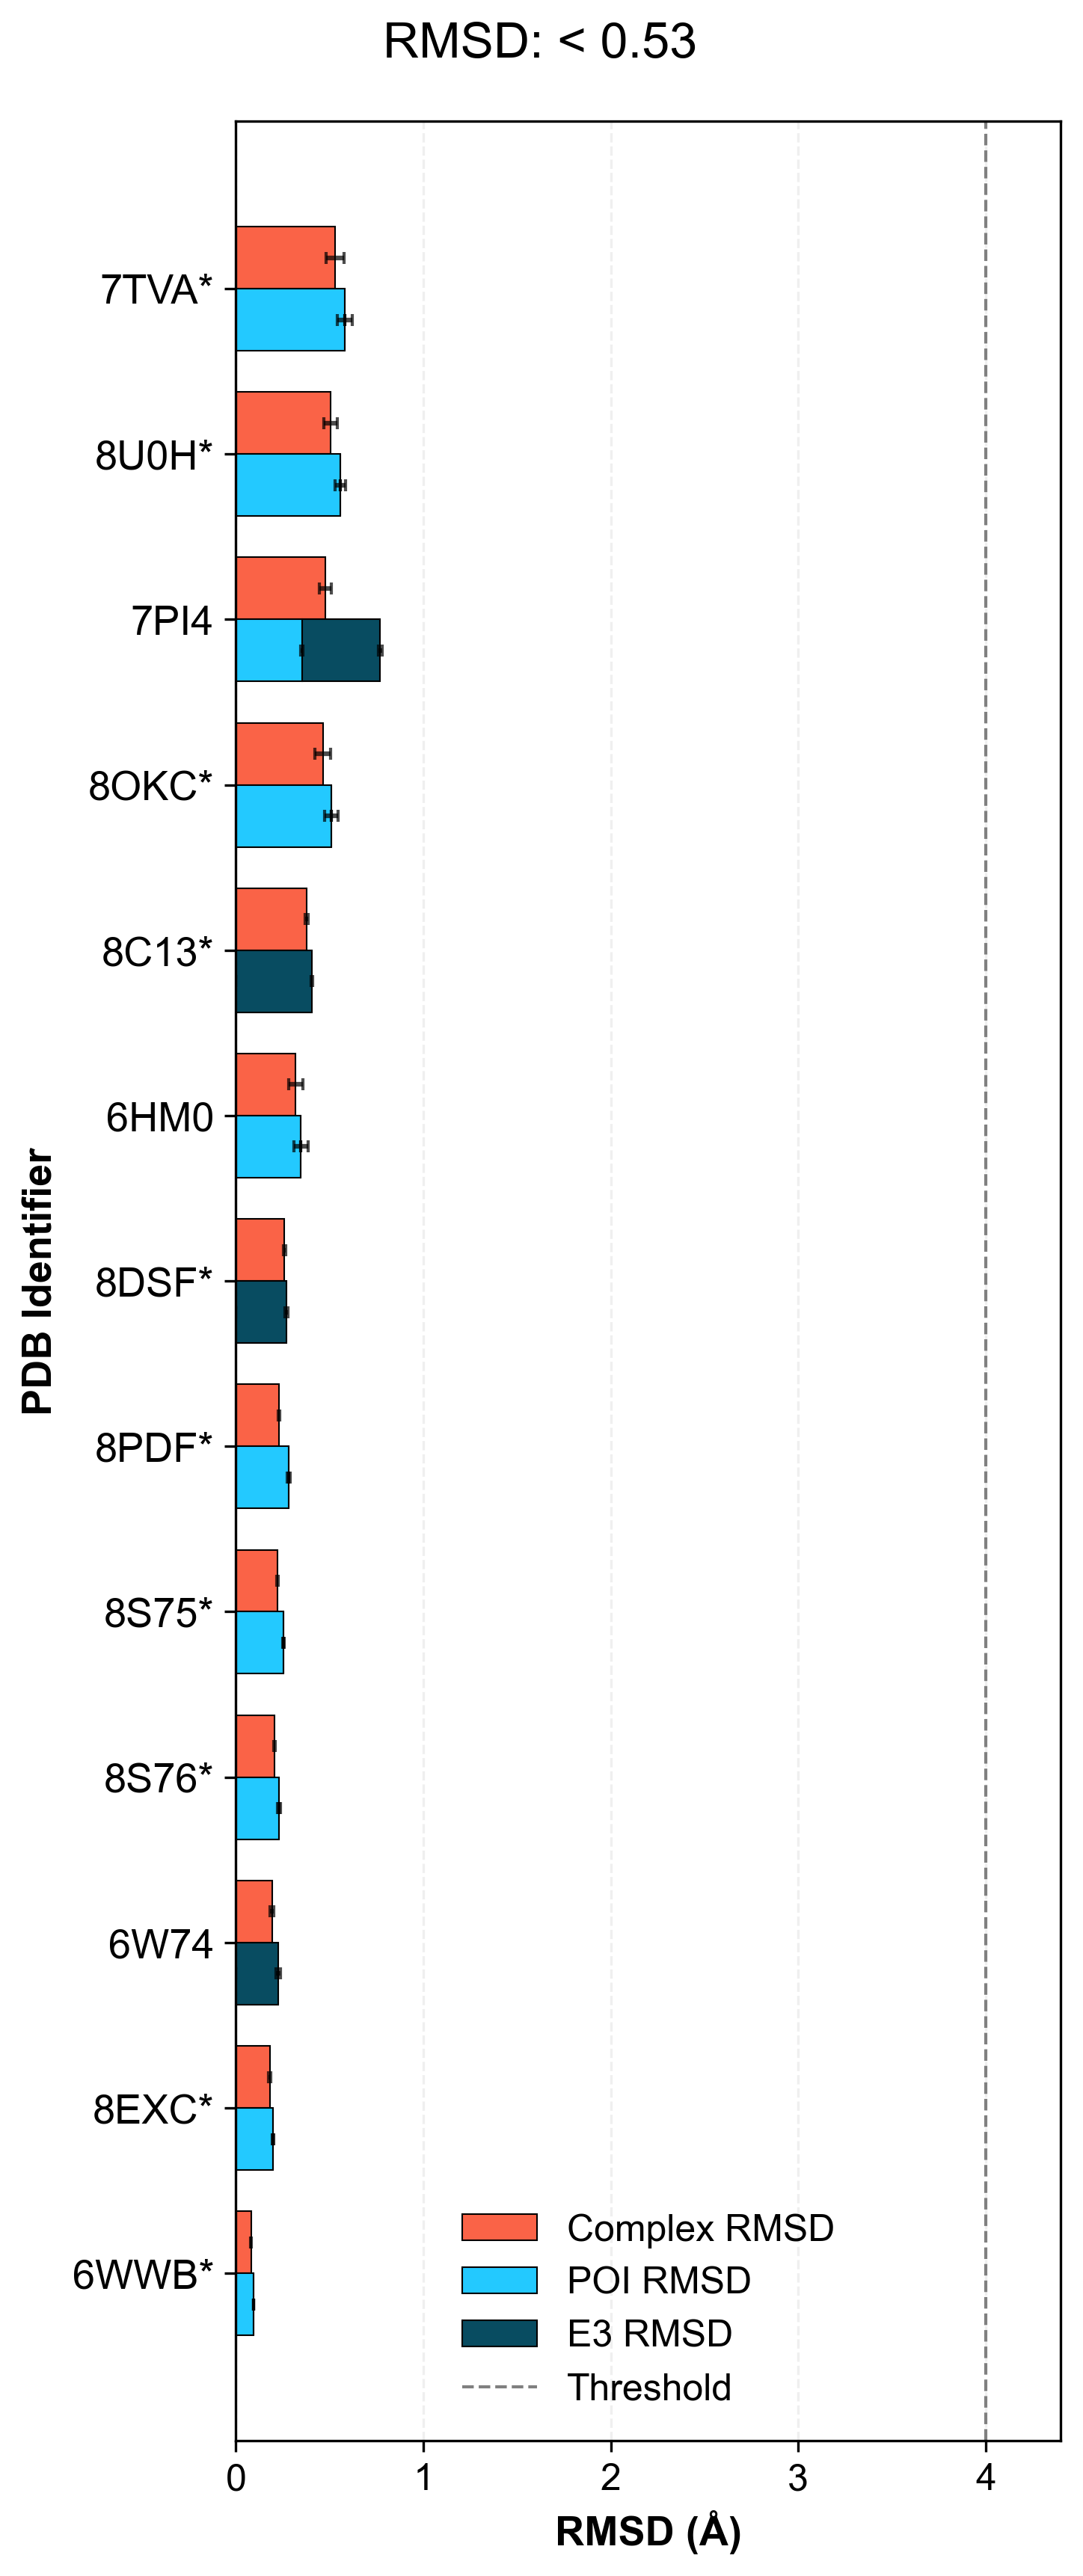 RMSD: < 0.53
7TVA*
8U0H*
7PI4
8OKC*
8C13*
6HM0
8DSF*
8PDF*
8S75*
8S76*
6W74
8EXC*
6WWB*
PDB Identifier
Complex RMSD
POI RMSD
E3 RMSD
Threshold
0 1 2 3 4
RMSD (Å)